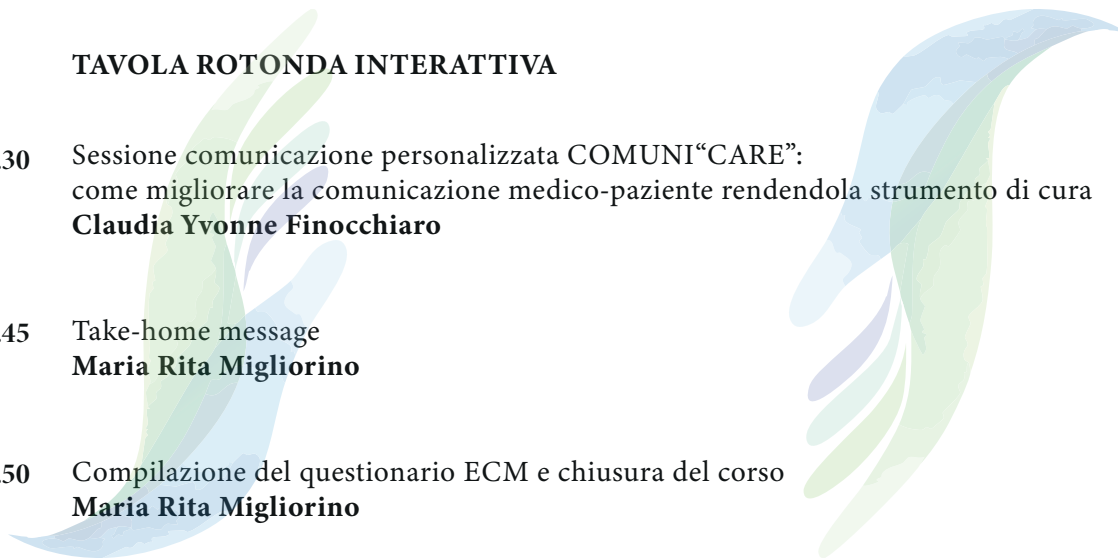 TAVOLA ROTONDA INTERATTIVA
.30 Sessione comunicazione personalizzata COMUNI“CARE”:
come migliorare la comunicazione medico-paziente rendendola strumento di cura
Claudia Yvonne Finocchiaro
.45 Take-home message
Maria Rita Migliorino
.50 Compilazione del questionario ECM e chiusura del corso
Maria Rita Migliorino